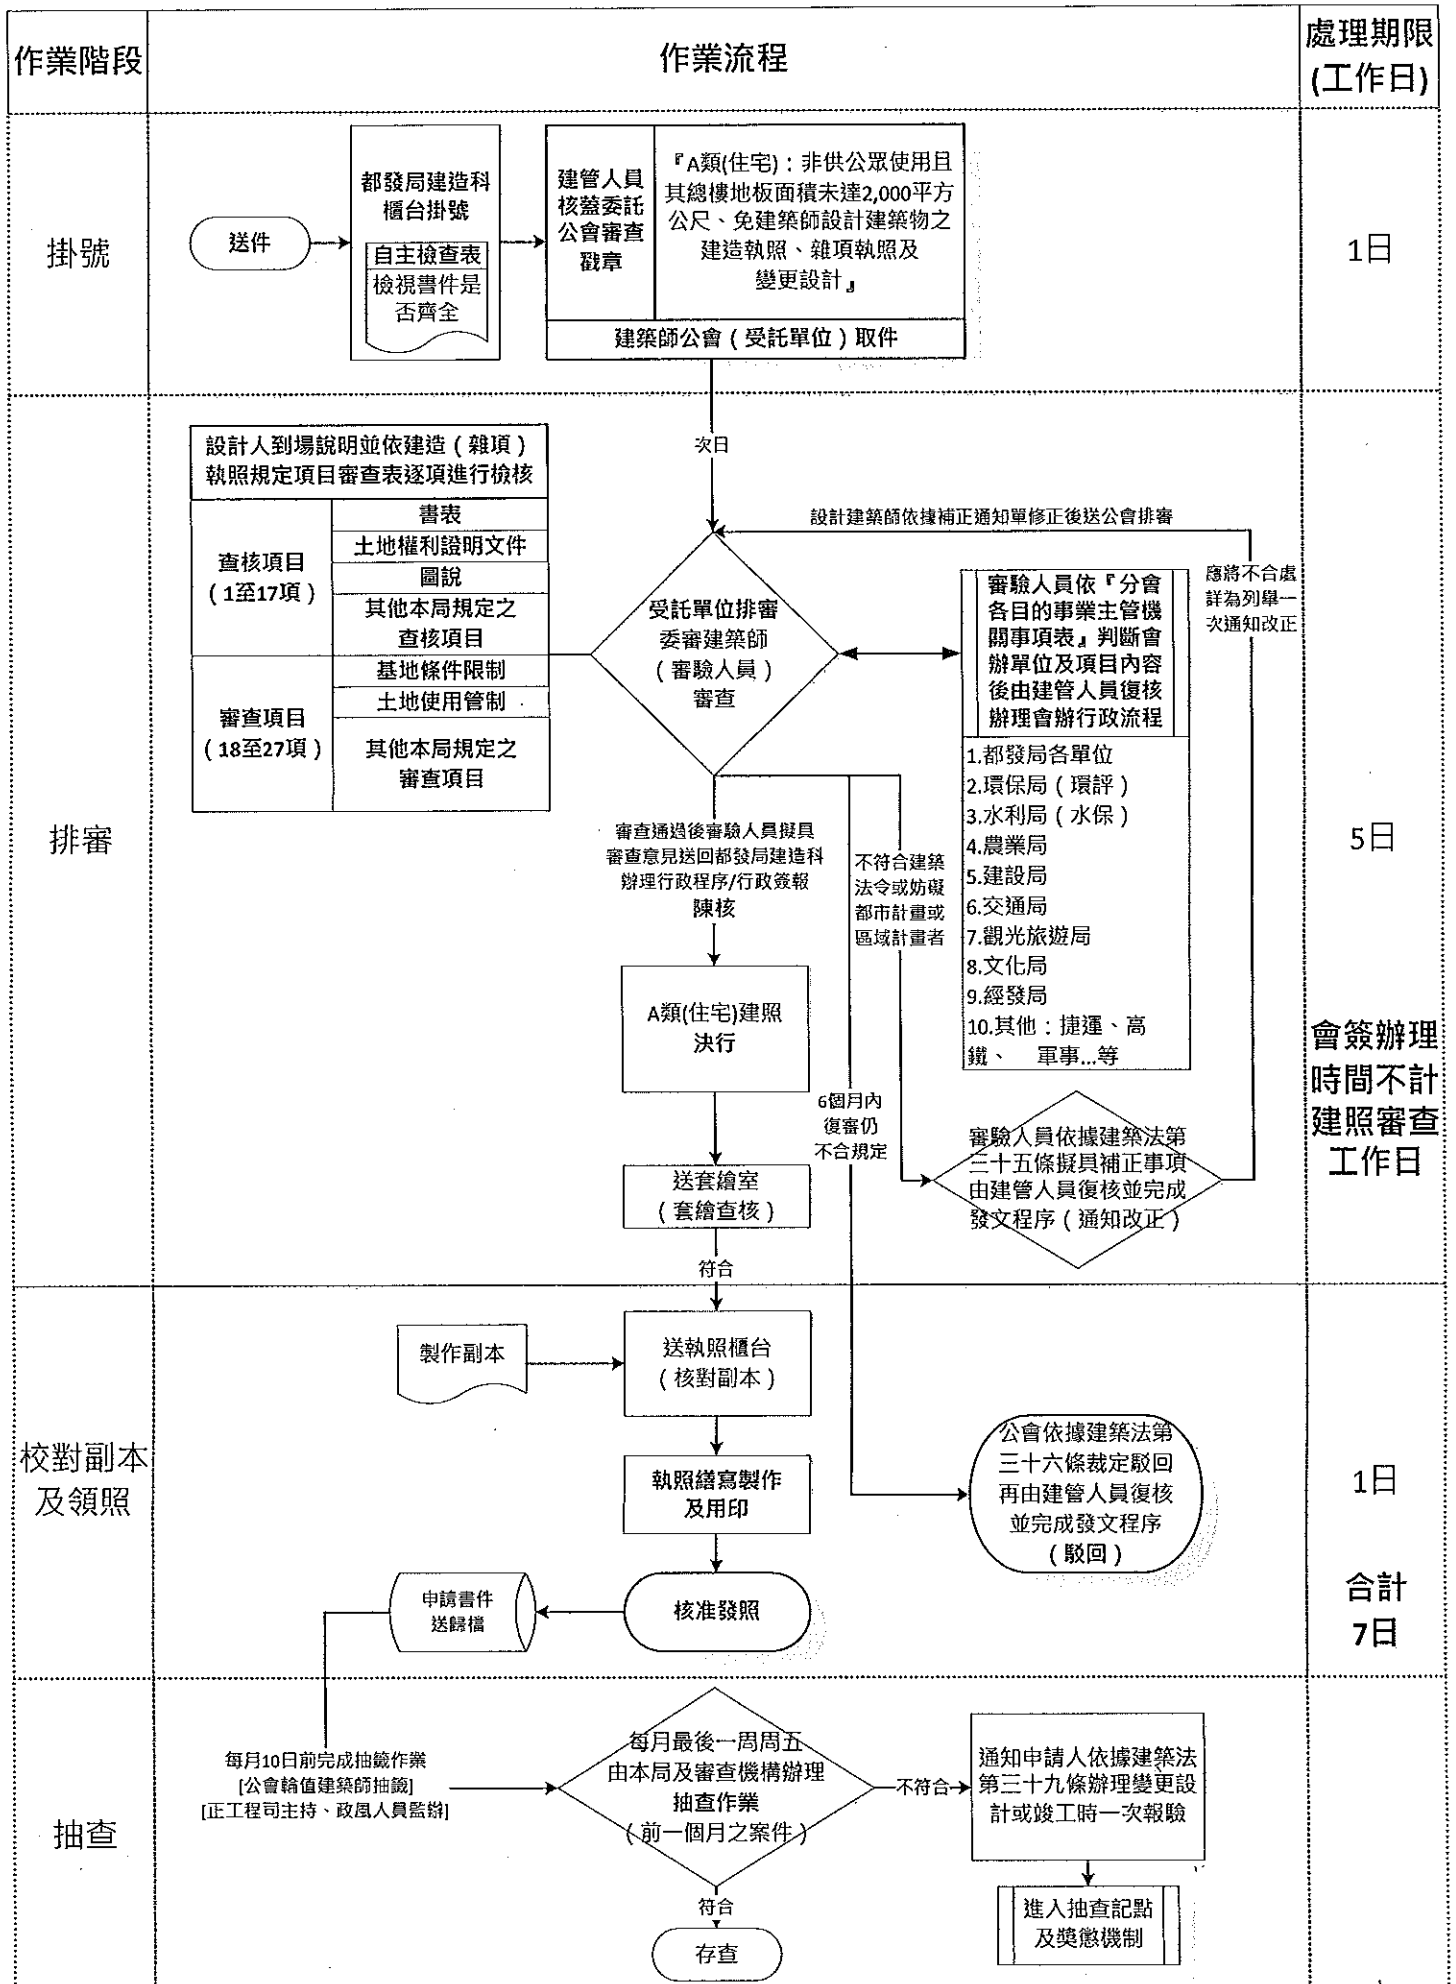 作業階段
作業流程
處理期限
(工作日)
掛號
送件
都發局建造科
櫃台掛號
自主檢查表
檢視書件是
否齊全
建管人員
核蓋委託
公會審查
戳章
『A類(住宅)：非供公眾使用且
其總樓地板面積未達2,000平方
公尺、免建築師設計建築物之
建造執照、雜項執照及
變更設計』
建築師公會（受託單位）取件
1日
次日
排審
設計人到場說明並依建造（雜項）
執照規定項目審查表逐項進行檢核
查核項目
（1至17項）
書表
土地權利證明文件
圖說
其他本局規定之
查核項目
審查項目
（18至27項）
基地條件限制
土地使用管制
其他本局規定之
審查項目
受託單位排審
委審建築師
（審驗人員）
審查
設計建築師依據補正通知單修正後送公會排審
應將不合處
詳為列舉一
次通知改正
審驗人員依『分會
各目的事業主管機
關事項表』判斷會
辦單位及項目內容
後由建管人員復核
辦理會辦行政流程
1.都發局各單位
2.環保局（環評）
3.水利局（水保）
4.農業局
5.建設局
6.交通局
7.觀光旅遊局
8.文化局
9.經發局
10.其他：捷運、高
鐵、 軍事...等
審查通過後審驗人員擬具
審查意見送回都發局建造科
辦理行政程序/行政簽報
陳核
不符合建築
法令或妨礙
都市計畫或
區域計畫者
A類(住宅)建照
決行
6個月內
復審仍
不合規定
審驗人員依據建築法第
三十五條擬具補正事項
由建管人員復核並完成
發文程序（通知改正）
送套繪室
（套繪查核）
符合
5日
會簽辦理
時間不計
建照審查
工作日
校對副本
及領照
製作副本
送執照櫃台
（核對副本）
執照繕寫製作
及用印
核准發照
申請書件
送歸檔
公會依據建築法第
三十六條裁定駁回
再由建管人員復核
並完成發文程序
（駁回）
1日
合計
7日
抽查
每月10日前完成抽籤作業
[公會輪值建築師抽籤]
[正工程司主持、政風人員監辦]
每月最後一周周五
由本局及審查機構辦理
抽查作業
（前一個月之案件）
不符合
通知申請人依據建築法
第三十九條辦理變更設
計或竣工時一次報驗
符合
存查
進入抽查記點
及獎懲機制